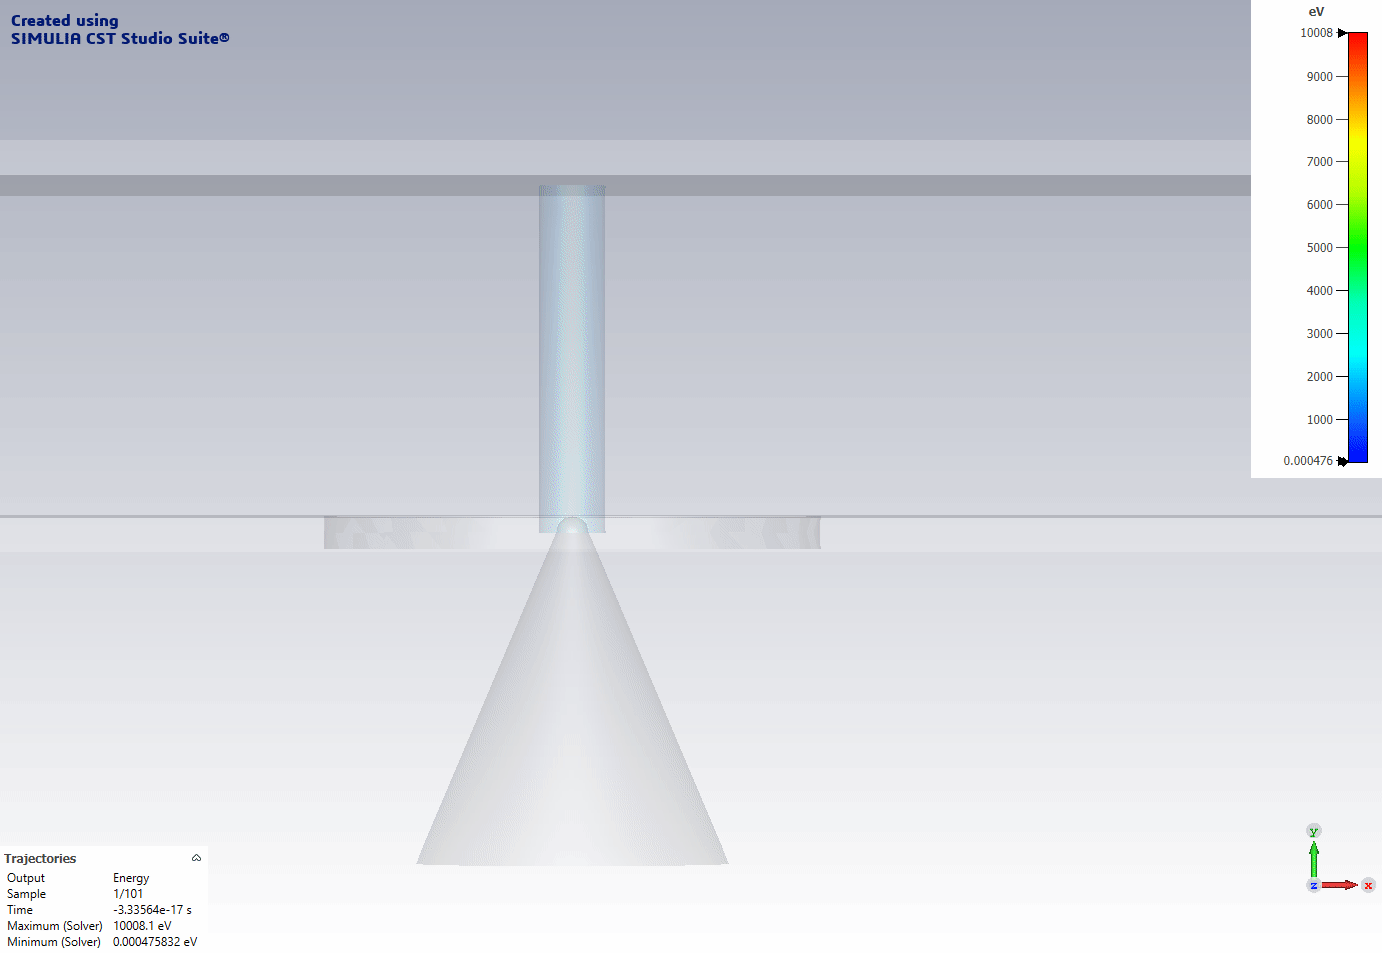 Created using
SIMULIA CST Studio Suite®
eV
10008
9000
8000
7000
6000
5000
4000
3000
2000
1000
0.000476
y
z
x
Trajectories
Output Energy
Sample 1/101
Time -3.33564e-17 s
Maximum (Solver) 10008.1 eV
Minimum (Solver) 0.000475832 eV